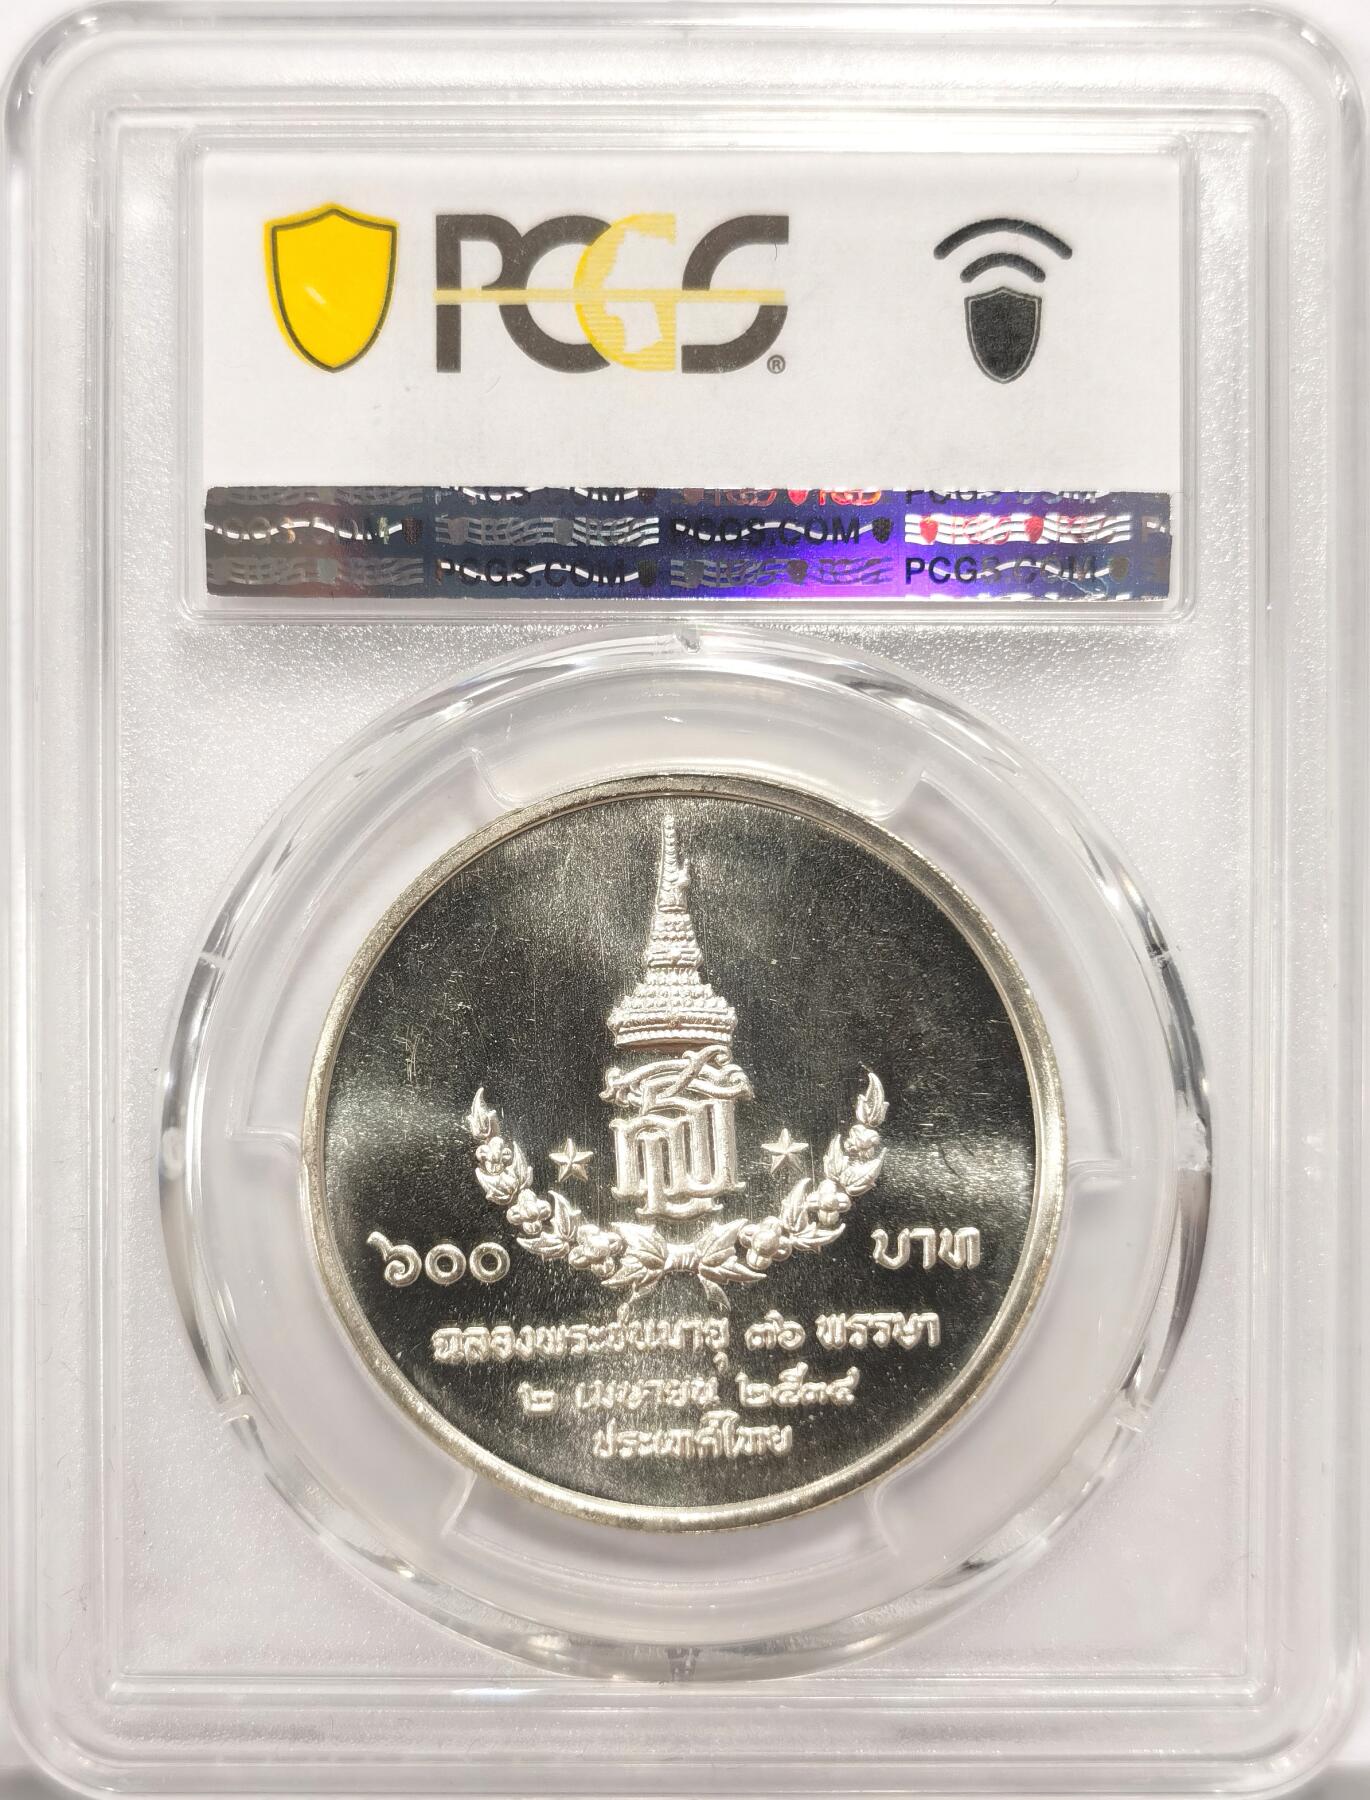 PCGS®
PCGS.COM
PCGS.COM PCGS.COM
๖๐๐ บาท
ฉลองพระชนมายุ ๓๖ พรรษา
๒ เมษายน ๒๕๓๔
ประเทศไทย